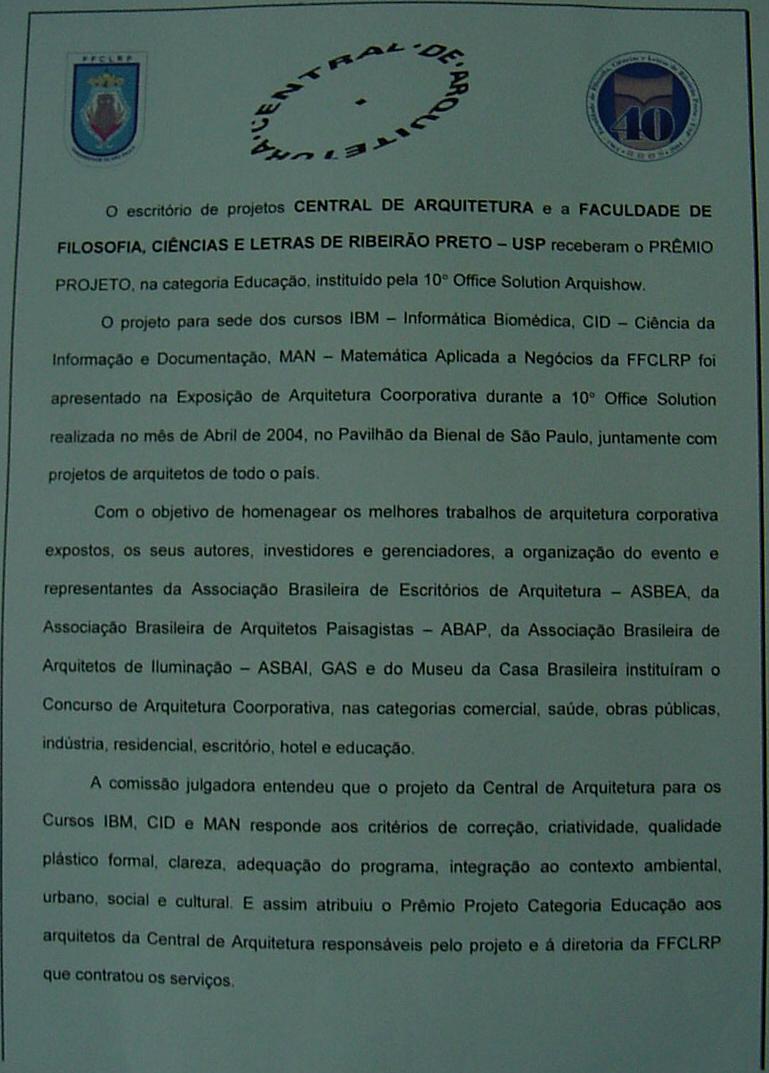 FFCLRP
CENTRAL·DE·ARQUITETURA·
40
O escritório de projetos CENTRAL DE ARQUITETURA e a FACULDADE DE
FILOSOFIA, CIÊNCIAS E LETRAS DE RIBEIRÃO PRETO – USP receberam o PRÊMIO
PROJETO, na categoria Educação, instituído pela 10° Office Solution Arquishow.
O projeto para sede dos cursos IBM – Informática Biomédica, CID – Ciência da
Informação e Documentação, MAN – Matemática Aplicada a Negócios da FFCLRP foi
apresentado na Exposição de Arquitetura Coorporativa durante a 10° Office Solution
realizada no mês de Abril de 2004, no Pavilhão da Bienal de São Paulo, juntamente com
projetos de arquitetos de todo o país.
Com o objetivo de homenagear os melhores trabalhos de arquitetura corporativa
expostos, os seus autores, investidores e gerenciadores, a organização do evento e
representantes da Associação Brasileira de Escritórios de Arquitetura – ASBEA, da
Associação Brasileira de Arquitetos Paisagistas – ABAP, da Associação Brasileira de
Arquitetos de Iluminação – ASBAI, GAS e do Museu da Casa Brasileira instituíram o
Concurso de Arquitetura Coorporativa, nas categorias comercial, saúde, obras públicas,
indústria, residencial, escritório, hotel e educação.
A comissão julgadora entendeu que o projeto da Central de Arquitetura para os
Cursos IBM, CID e MAN responde aos critérios de correção, criatividade, qualidade
plástico formal, clareza, adequação do programa, integração ao contexto ambiental,
urbano, social e cultural. E assim atribuiu o Prêmio Projeto Categoria Educação aos
arquitetos da Central de Arquitetura responsáveis pelo projeto e á diretoria da FFCLRP
que contratou os serviços.